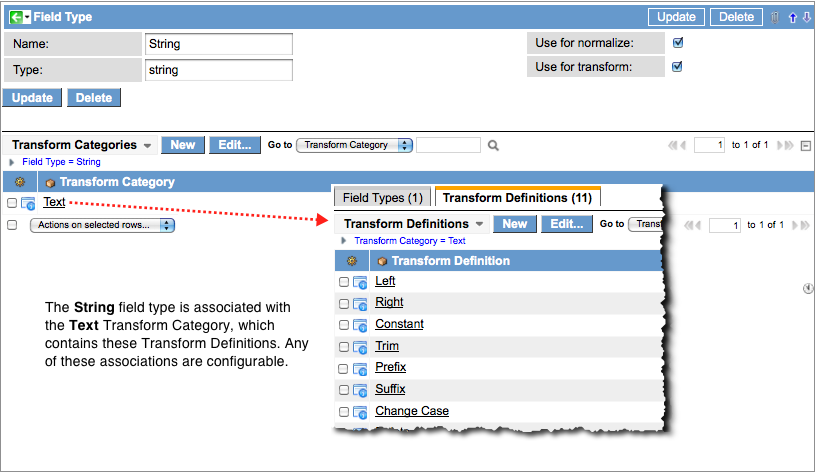 Field Type
Update Delete
Name: String Use for normalize:
Type: string Use for transform:
Update Delete
Transform Categories New Edit... Go to Transform Category 1 to 1 of 1
Field Type = String
Transform Category
Text
Actions on selected rows...
Field Types (1) Transform Definitions (11)
Transform Definitions New Edit... Go to 1 to 1 of 1
Transform Category = Text
Transform Definition
Left
Right
Constant
Trim
Prefix
Suffix
Change Case
The String field type is associated with
the Text Transform Category, which
contains these Transform Definitions. Any
of these associations are configurable.